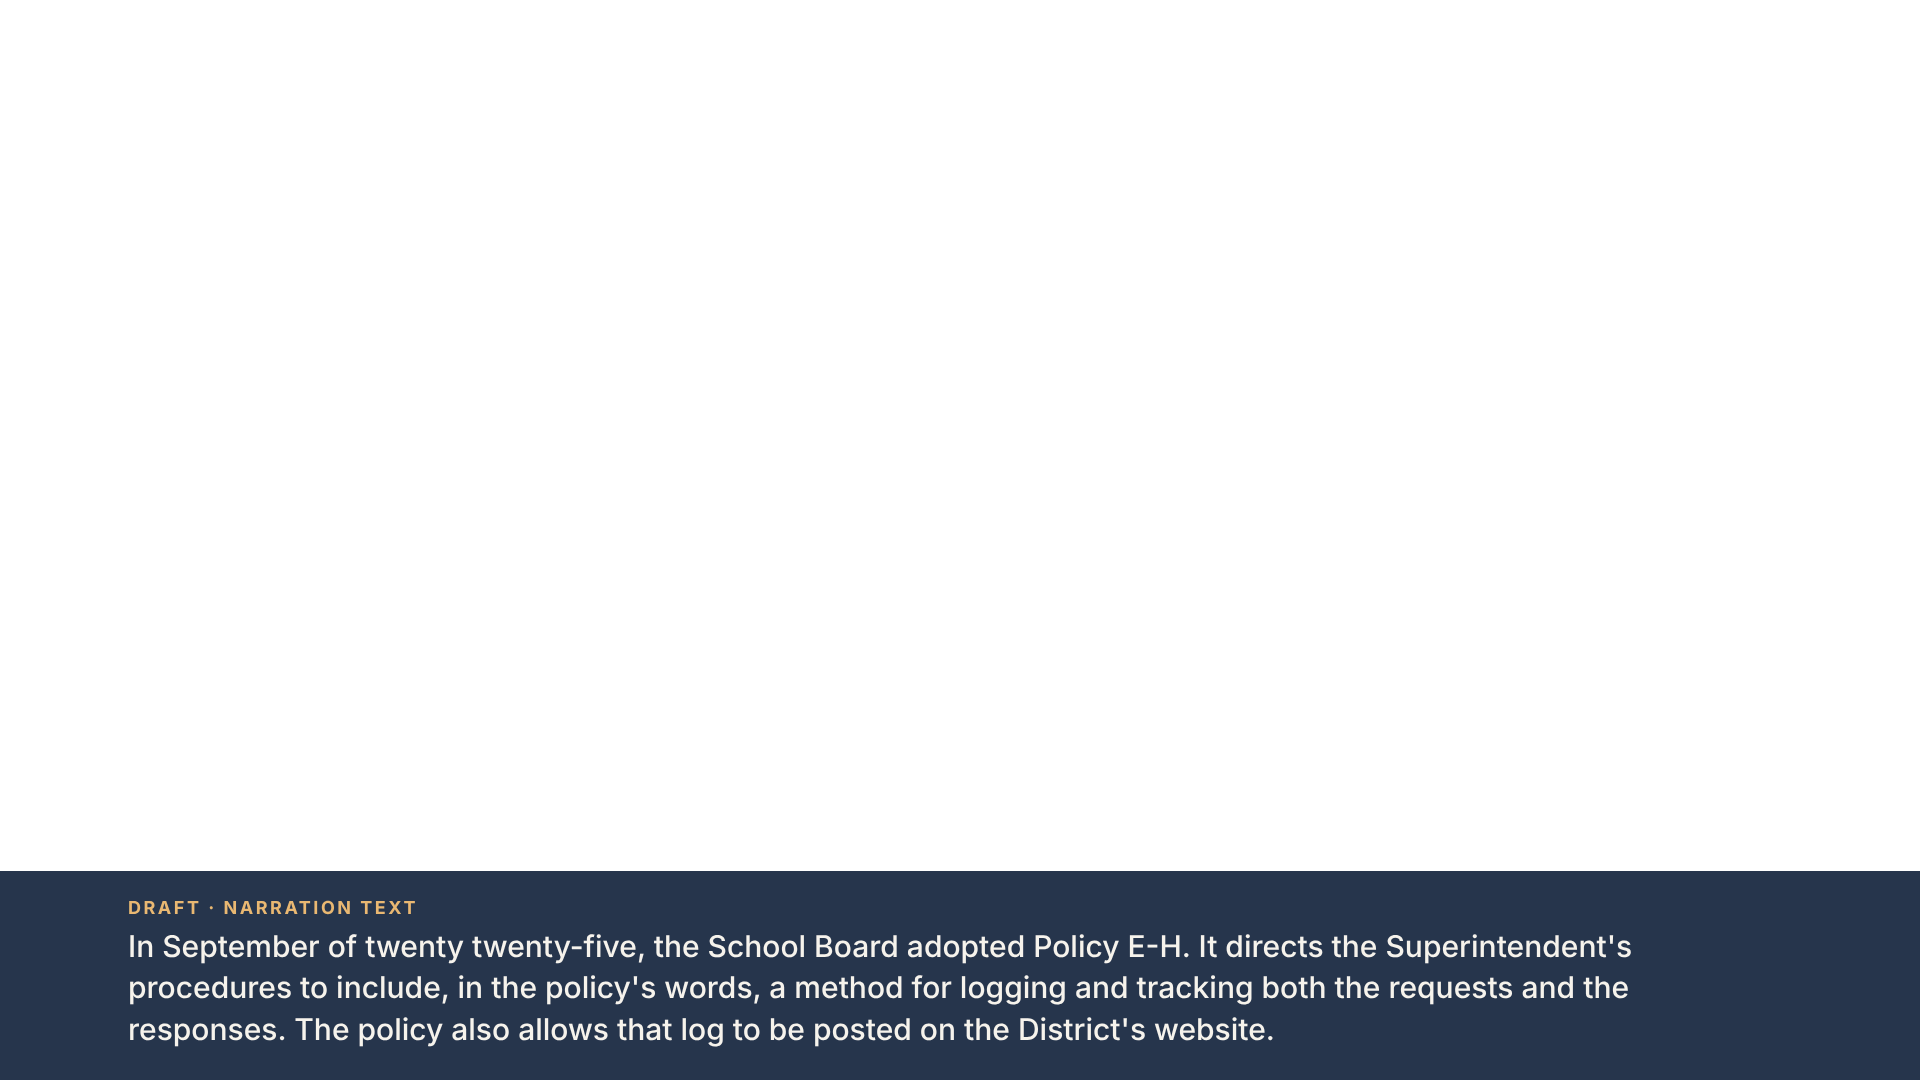 DRAFT · NARRATION TEXT
In September of twenty twenty-five, the School Board adopted Policy E-H. It directs the Superintendent's
procedures to include, in the policy's words, a method for logging and tracking both the requests and the
responses. The policy also allows that log to be posted on the District's website.